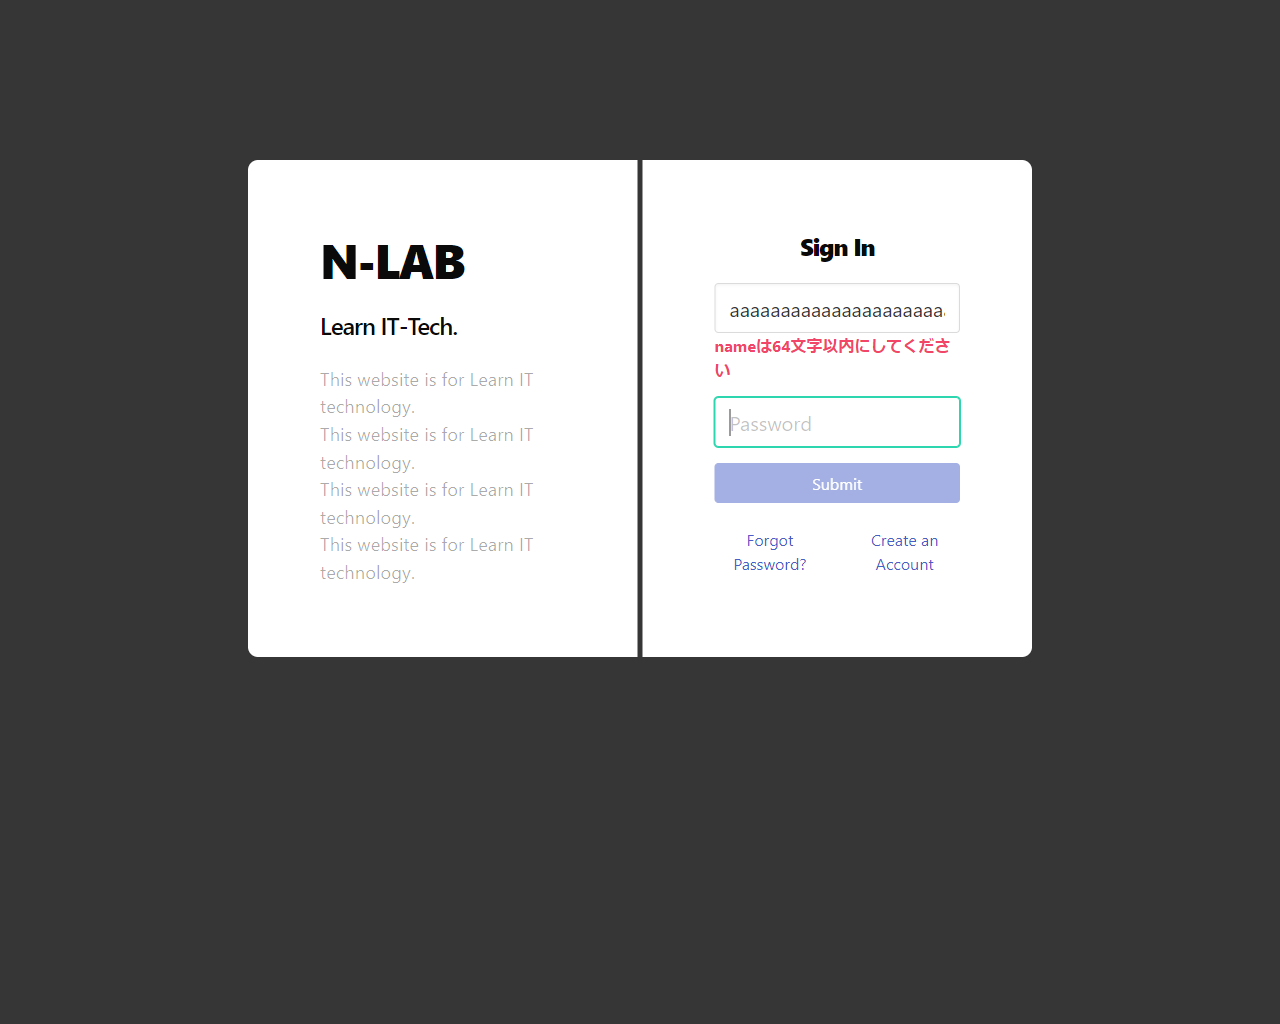 N-LAB
Learn IT-Tech.
This website is for Learn IT
technology.
This website is for Learn IT
technology.
This website is for Learn IT
technology.
This website is for Learn IT
technology.
Sign In
aaaaaaaaaaaaaaaaaaaaa
nameは64文字以内にしてくださ
い
Password
Submit
Forgot
Password?
Create an
Account